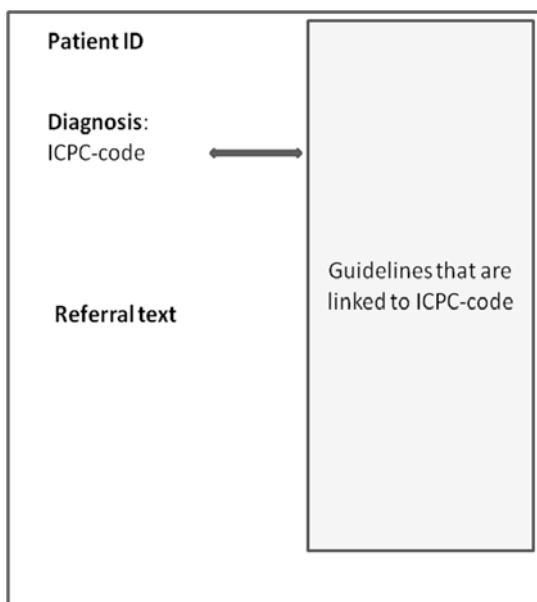 Patient ID
Diagnosis:
ICPC-code
Referral text
Guidelines that are
linked to ICPC-code